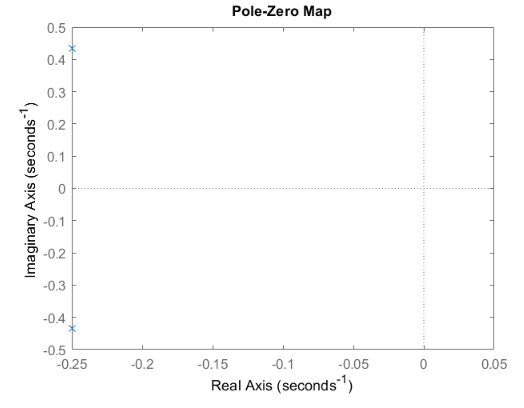 Pole-Zero Map
0.5
0.4
0.3
0.2
0.1
0
-0.1
-0.2
-0.3
-0.4
-0.5
Imaginary Axis (seconds⁻¹)
-0.25 -0.2 -0.15 -0.1 -0.05 0 0.05
Real Axis (seconds⁻¹)